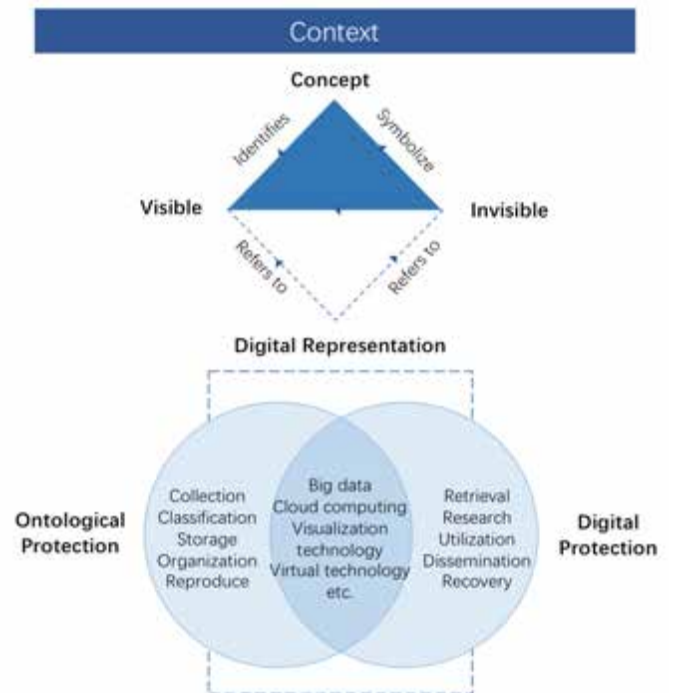 Context
Concept
Identifies
Symbolize
Visible
Invisible
Refers to
Refers to
Digital Representation
Ontological
Protection
Collection
Classification
Storage
Organization
Reproduce
Big data
Cloud computing
Visualization
technology
Virtual technology
etc.
Retrieval
Research
Utilization
Dissemination
Recovery
Digital
Protection